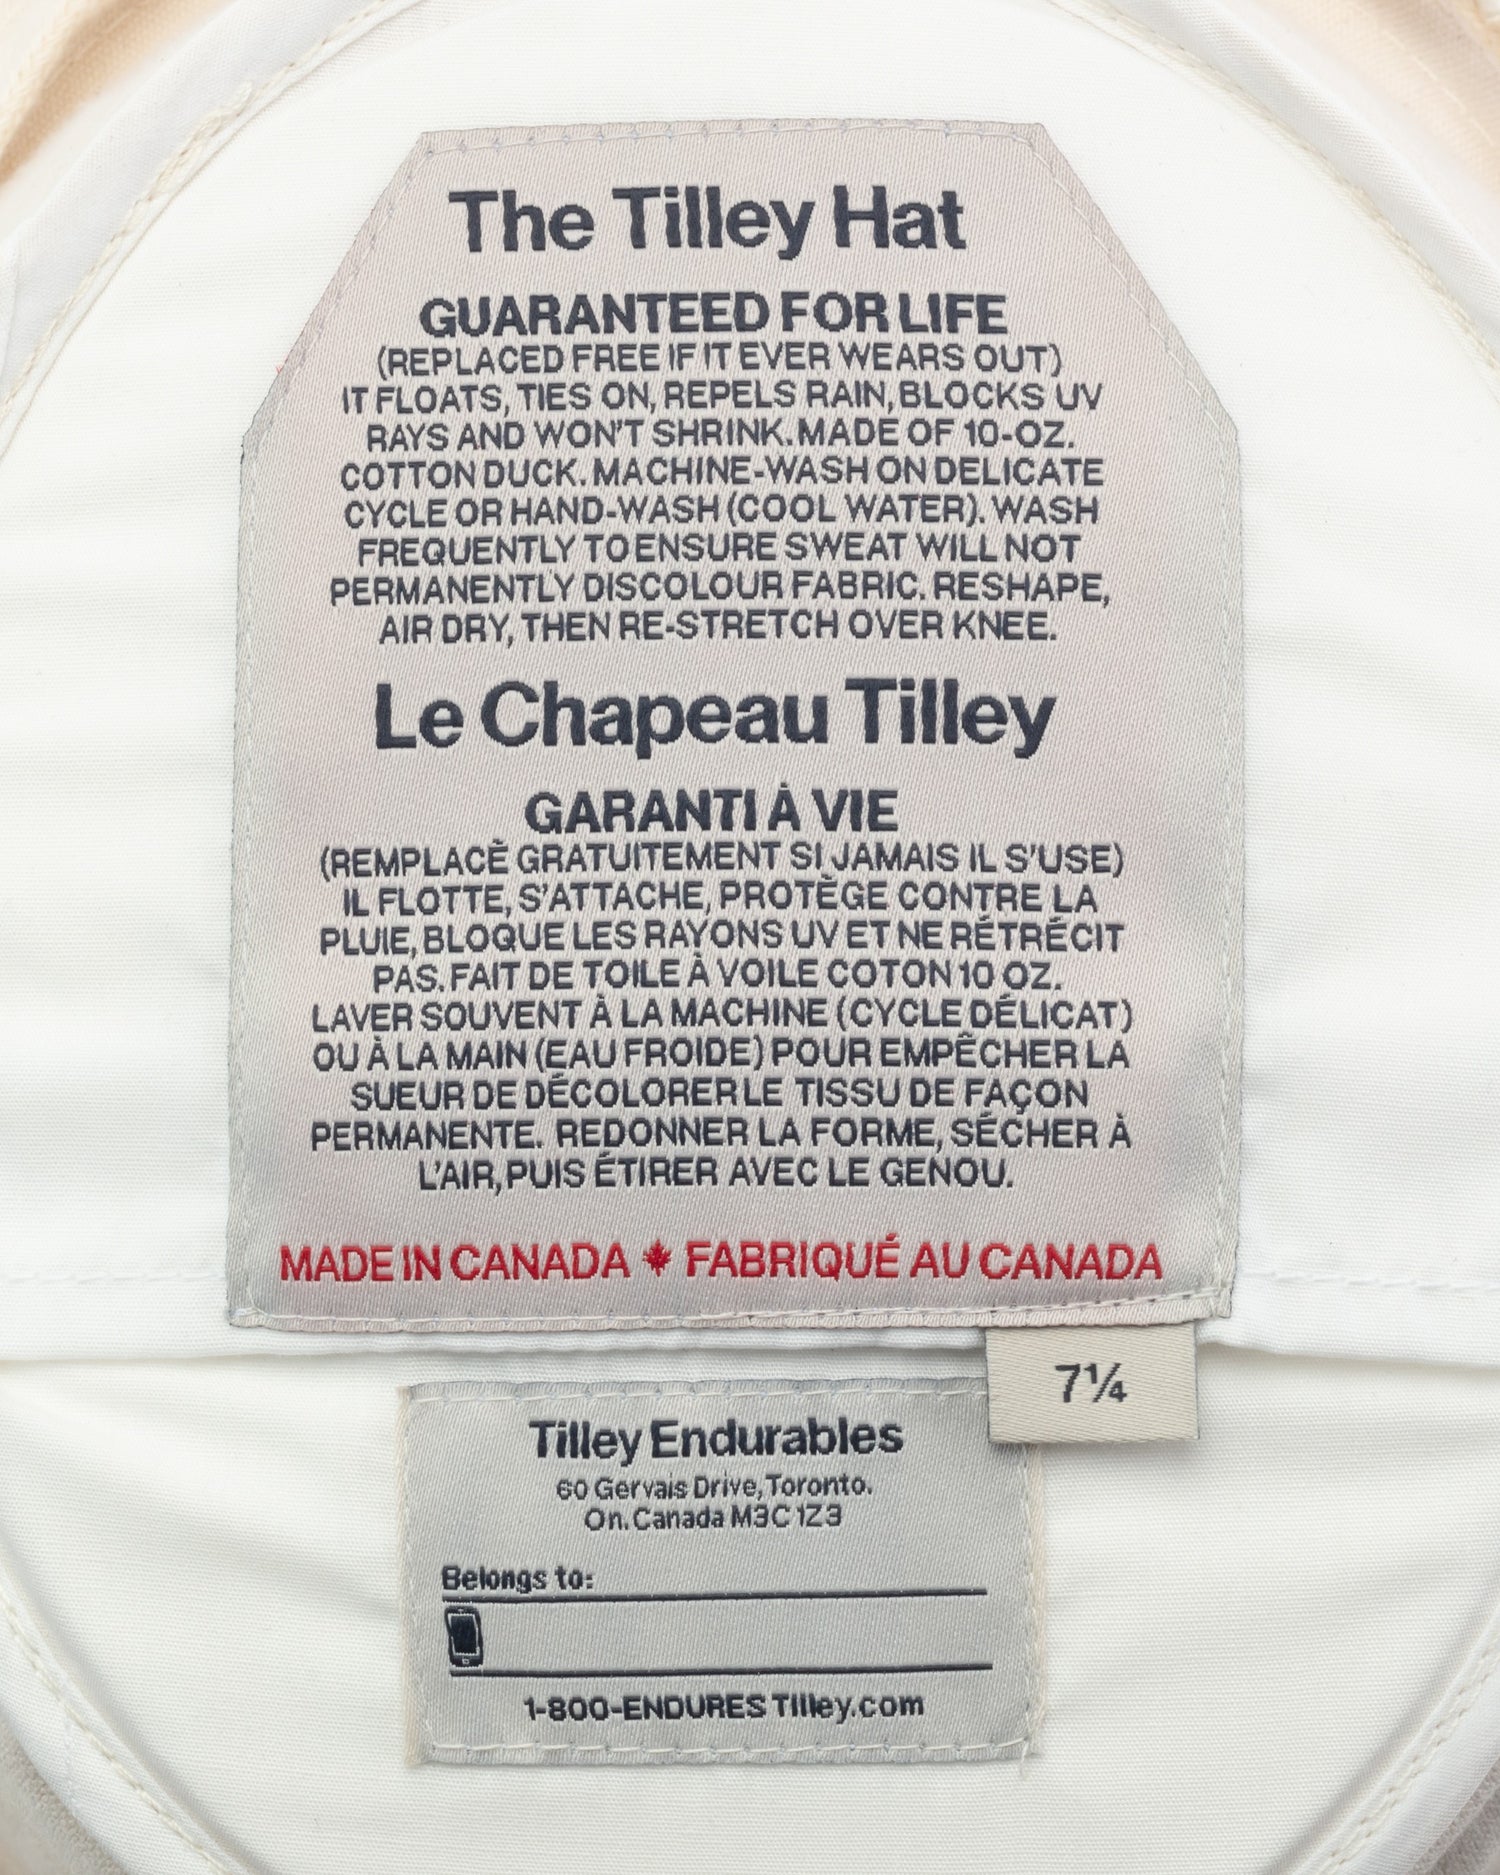 The Tilley Hat
GUARANTEED FOR LIFE
(REPLACED FREE IF IT EVER WEARS OUT)
IT FLOATS, TIES ON, REPELS RAIN, BLOCKS UV
RAYS AND WON'T SHRINK. MADE OF 10-OZ.
COTTON DUCK. MACHINE-WASH ON DELICATE
CYCLE OR HAND-WASH (COOL WATER). WASH
FREQUENTLY TO ENSURE SWEAT WILL NOT
PERMANENTLY DISCOLOUR FABRIC. RESHAPE,
AIR DRY, THEN RE-STRETCH OVER KNEE.
Le Chapeau Tilley
GARANTI À VIE
(REMPLACÈ GRATUITEMENT SI JAMAIS IL S'USE)
IL FLOTTE, S'ATTACHE, PROTÈGE CONTRE LA
PLUIE, BLOQUE LES RAYONS UV ET NE RÉTRÉCIT
PAS. FAIT DE TOILE À VOILE COTON 10 OZ.
LAVER SOUVENT À LA MACHINE (CYCLE DÉLICAT)
OU À LA MAIN (EAU FROIDE) POUR EMPÊCHER LA
SUEUR DE DÉCOLORER LE TISSU DE FAÇON
PERMANENTE. REDONNER LA FORME, SÉCHER À
L'AIR, PUIS ÉTIRER AVEC LE GENOU.
MADE IN CANADA FABRIQUÉ AU CANADA
7¼
Tilley Endurables
60 Gervais Drive, Toronto.
On. Canada M3C 1Z3
Belongs to:
1-800-ENDURES Tilley.com